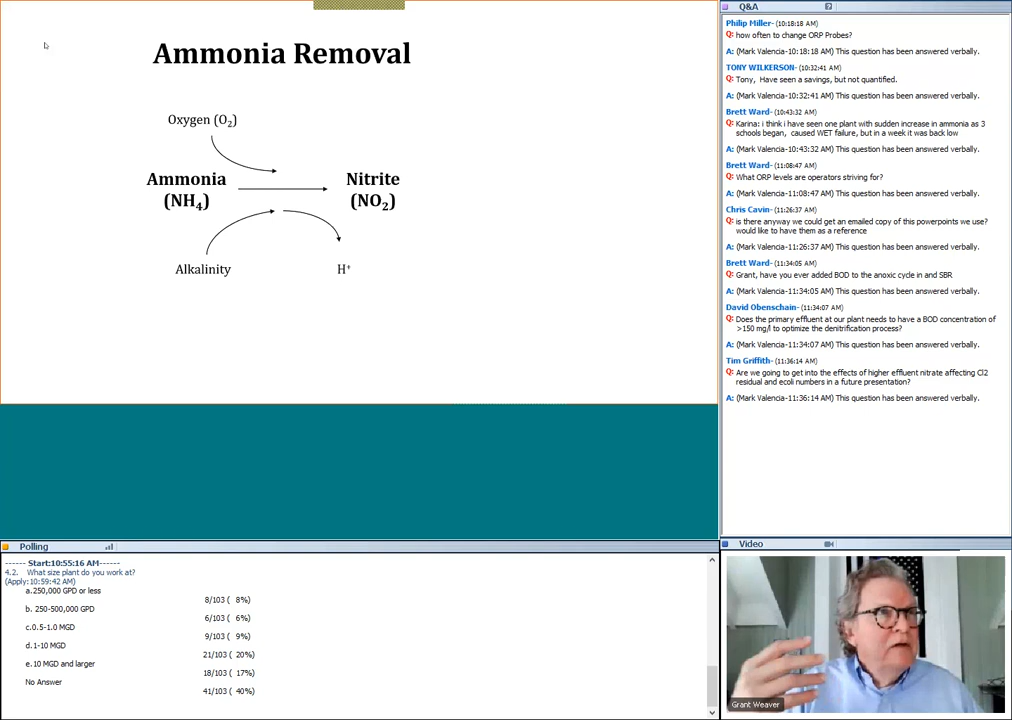 Ammonia Removal
Oxygen (O2)
Ammonia
(NH4)
Nitrite
(NO2)
Alkalinity
H+
Q&A
Philip Miller- (10:18:18 AM)
Q: how often to change ORP Probes?
A: (Mark Valencia-10:18:18 AM) This question has been answered verbally.
TONY WILKERSON- (10:32:41 AM)
Q: Tony, Have seen a savings, but not quantified.
A: (Mark Valencia-10:32:41 AM) This question has been answered verbally.
Brett Ward- (10:43:32 AM)
Q: Karina: i think i have seen one plant with sudden increase in ammonia as 3
schools began, caused WET failure, but in a week it was back low
A: (Mark Valencia-10:43:32 AM) This question has been answered verbally.
Brett Ward- (11:08:47 AM)
Q: What ORP levels are operators striving for?
A: (Mark Valencia-11:08:47 AM) This question has been answered verbally.
Chris Cavin- (11:26:37 AM)
Q: is there anyway we could get an emailed copy of this powerpoints we use?
would like to have them as a reference
A: (Mark Valencia-11:26:37 AM) This question has been answered verbally.
Brett Ward- (11:34:05 AM)
Q: Grant, have you ever added BOD to the anoxic cycle in and SBR
A: (Mark Valencia-11:34:05 AM) This question has been answered verbally.
David Obenschain- (11:34:07 AM)
Q: Does the primary effluent at our plant needs to have a BOD concentration of
>150 mg/l to optimize the denitrification process?
A: (Mark Valencia-11:34:07 AM) This question has been answered verbally.
Tim Griffith- (11:36:14 AM)
Q: Are we going to get into the effects of higher effluent nitrate affecting Cl2
residual and ecoli numbers in a future presentation?
A: (Mark Valencia-11:36:14 AM) This question has been answered verbally.
Polling
------ Start:10:55:16 AM------
4.2. What size plant do you work at?
(Apply:10:59:42 AM)
a.250,000 GPD or less
8/103 ( 8%)
b. 250-500,000 GPD
6/103 ( 6%)
c.0.5-1.0 MGD
9/103 ( 9%)
d.1-10 MGD
21/103 ( 20%)
e.10 MGD and larger
18/103 ( 17%)
No Answer
41/103 ( 40%)
Video
Grant Weaver